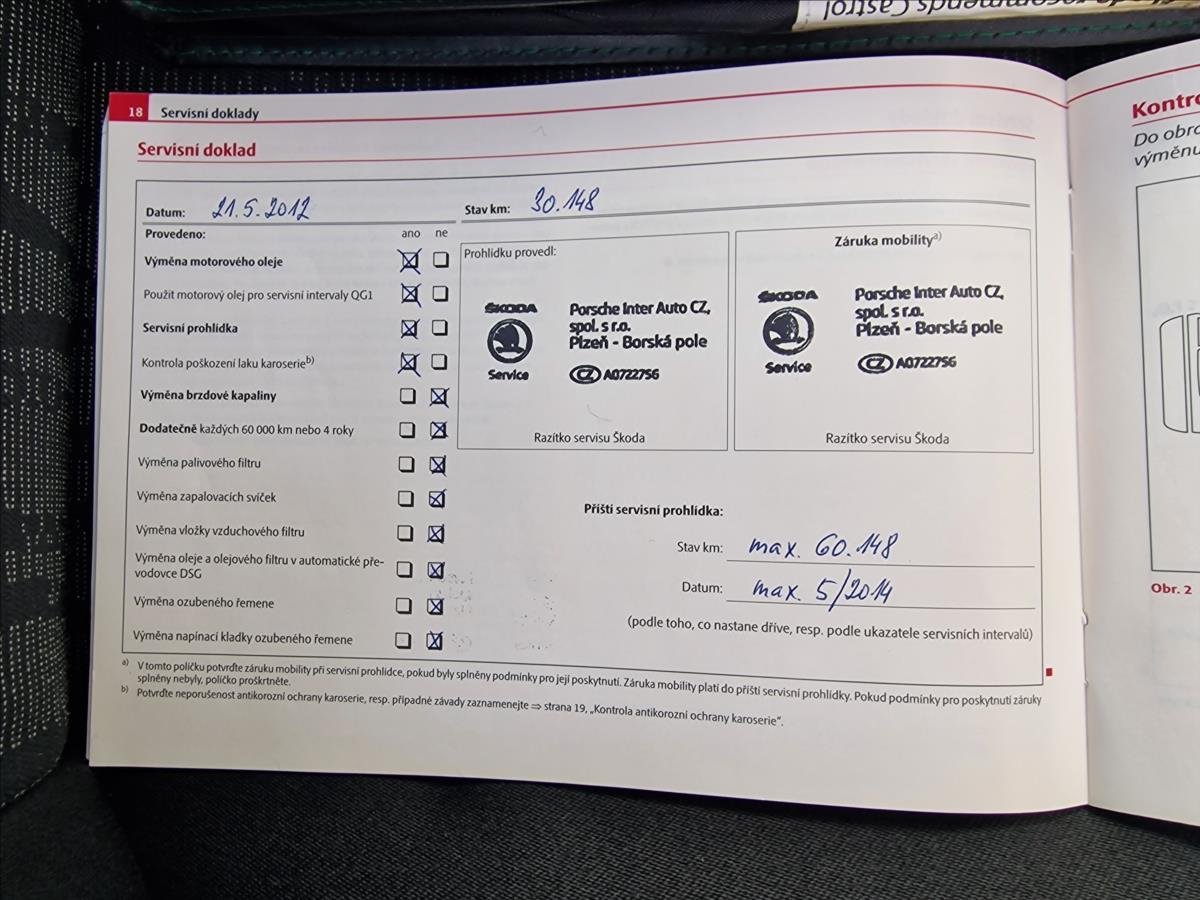 Škoda recommends Castrol
18 Servisní doklady
Servisní doklad
Datum: 21.5.2012
Stav km: 30.148
Provedeno: ano ne
Výměna motorového oleje
Použit motorový olej pro servisní intervaly QG1
Servisní prohlídka
Kontrola poškození laku karoserie b)
Výměna brzdové kapaliny
Dodatečně každých 60 000 km nebo 4 roky
Výměna palivového filtru
Výměna zapalovacích svíček
Výměna vložky vzduchového filtru
Výměna oleje a olejového filtru v automatické pře-
vodovce DSG
Výměna ozubeného řemene
Výměna napínací kladky ozubeného řemene
Prohlídku provedl:
ŠKODA
Service
Porsche Inter Auto CZ,
spol. s r.o.
Plzeň - Borská pole
CZ A0722756
Razítko servisu Škoda
Záruka mobility a)
ŠKODA
Service
Porsche Inter Auto CZ,
spol. s r.o.
Plzeň - Borská pole
CZ A0722756
Razítko servisu Škoda
Příští servisní prohlídka:
Stav km: max. 60.148
Datum: max. 5/2014
(podle toho, co nastane dříve, resp. podle ukazatele servisních intervalů)
a) V tomto políčku potvrďte záruku mobility při servisní prohlídce, pokud byly splněny podmínky pro její poskytnutí. Záruka mobility platí do příští servisní prohlídky. Pokud podmínky pro poskytnutí záruky
splněny nebyly, políčko proškrtněte.
b) Potvrďte neporušenost antikorozní ochrany karoserie, resp. případné závady zaznamenejte ⇒ strana 19, „Kontrola antikorozní ochrany karoserie“.
Kontro
Do obrá
výměnu
Obr. 2